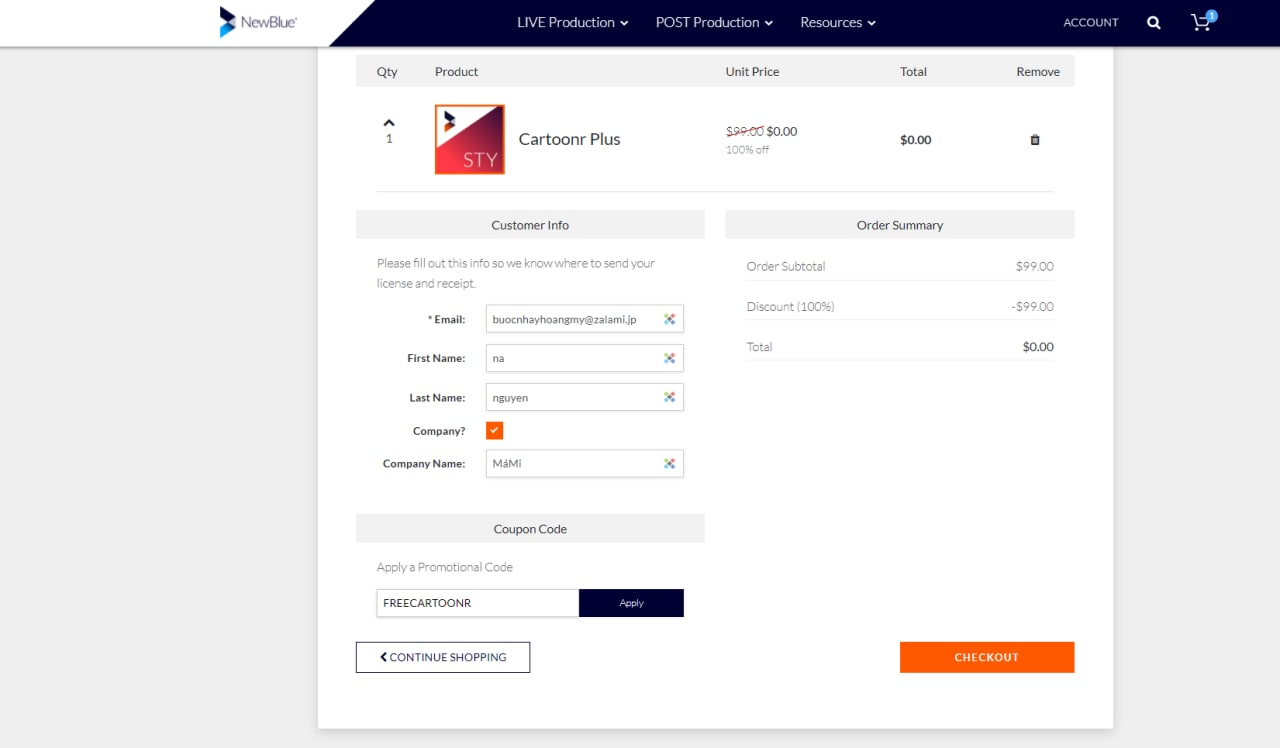 NewBlue
LIVE Production
POST Production
Resources
ACCOUNT
1
Qty
Product
Unit Price
Total
Remove
1
STY
Cartoonr Plus
$99.00 $0.00
100% off
$0.00
Customer Info
Please fill out this info so we know where to send your
license and receipt.
* Email:
buocnhayhoangmy@zalami.jp
First Name:
na
Last Name:
nguyen
Company?
Company Name:
MáMì
Order Summary
Order Subtotal
$99.00
Discount (100%)
-$99.00
Total
$0.00
Coupon Code
Apply a Promotional Code
FREECARTOONR
Apply
CONTINUE SHOPPING
CHECKOUT